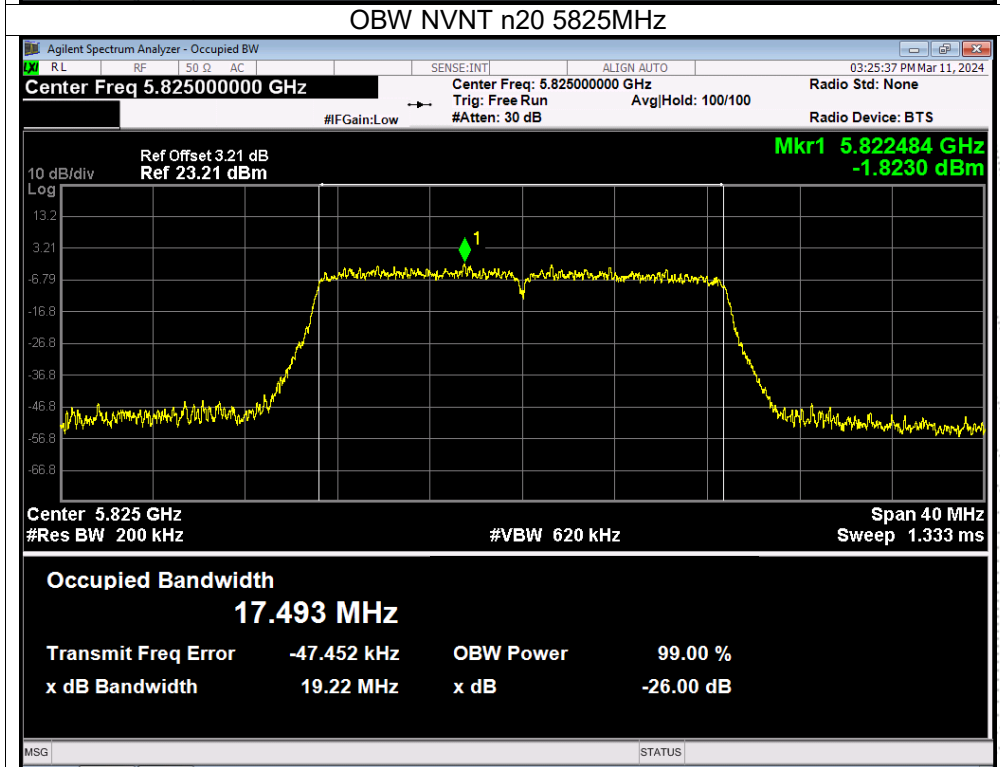 OBW NVNT n20 5825MHz
Agilent Spectrum Analyzer - Occupied BW
LXI RL RF 50 Ω AC SENSE:INT ALIGN AUTO 03:25:37 PM Mar 11, 2024
Center Freq 5.825000000 GHz Center Freq: 5.825000000 GHz Radio Std: None
Trig: Free Run Avg|Hold: 100/100
#IFGain:Low #Atten: 30 dB Radio Device: BTS
Mkr1 5.822484 GHz
-1.8230 dBm
Ref Offset 3.21 dB
10 dB/div Ref 23.21 dBm
Log
13.2
3.21
-6.79
-16.8
-26.8
-36.8
-46.8
-56.8
-66.8
1
Center 5.825 GHz Span 40 MHz
#Res BW 200 kHz #VBW 620 kHz Sweep 1.333 ms
Occupied Bandwidth
17.493 MHz
Transmit Freq Error -47.452 kHz OBW Power 99.00 %
x dB Bandwidth 19.22 MHz x dB -26.00 dB
MSG STATUS